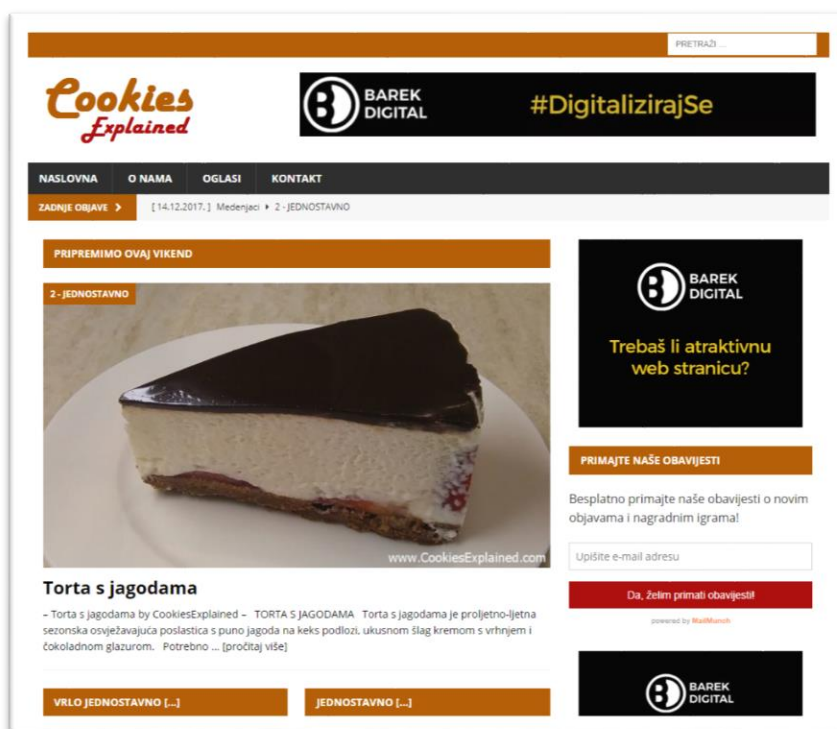 PRETRAŽI ...
Cookies
Explained
BAREK
DIGITAL
#DigitalizirajSe
NASLOVNA O NAMA OGLASI KONTAKT
ZADNJE OBJAVE [ 14.12.2017. ] Medenjaci 2 - JEDNOSTAVNO
PRIPREMIMO OVAJ VIKEND
2 - JEDNOSTAVNO
www.CookiesExplained.com
Torta s jagodama
– Torta s jagodama by CookiesExplained – TORTA S JAGODAMA Torta s jagodama je proljetno-ljetna
sezonska osvježavajuća poslastica s puno jagoda na keks podlozi, ukusnom šlag kremom s vrhnjem i
čokoladnom glazurom. Potrebno ... [pročitaj više]
VRLO JEDNOSTAVNO [...]
JEDNOSTAVNO [...]
BAREK
DIGITAL
Trebaš li atraktivnu
web stranicu?
PRIMAJTE NAŠE OBAVIJESTI
Besplatno primajte naše obavijesti o novim
objavama i nagradnim igrama!
Upišite e-mail adresu
Da, želim primati obavijesti!
powered by MailMunch
BAREK
DIGITAL